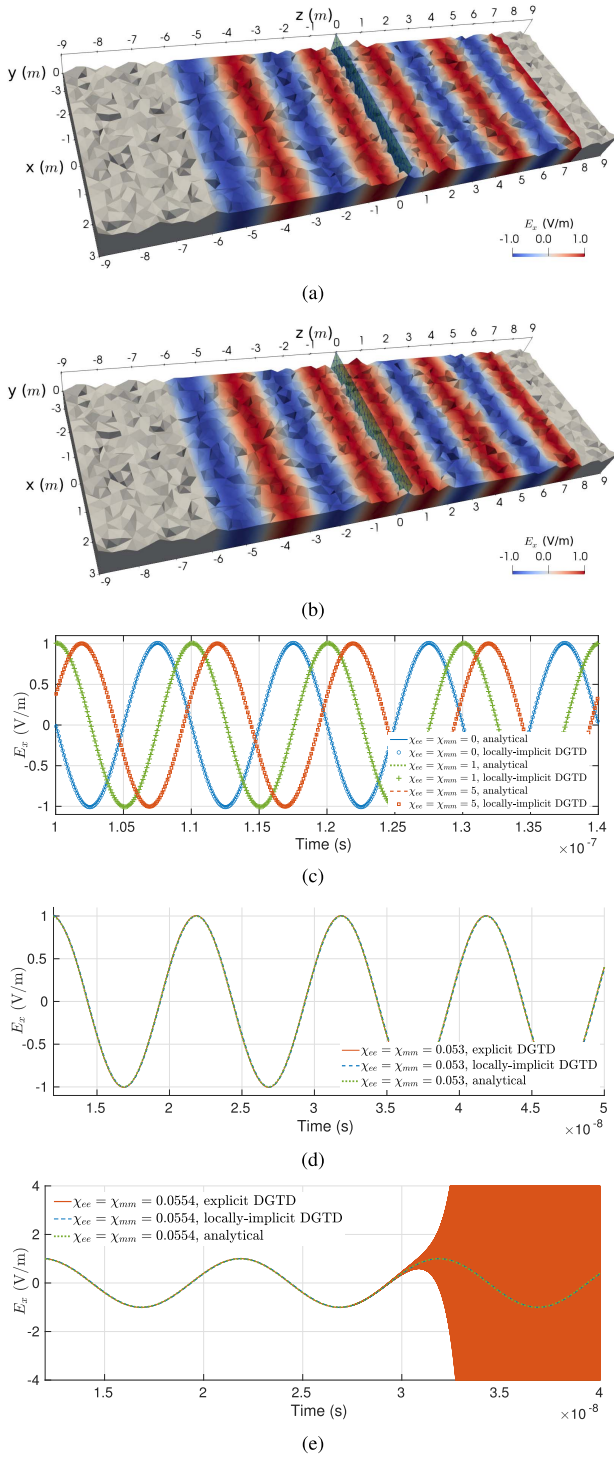 z (m)
-9 -8 -7 -6 -5 -4 -3 -2 -1 0 1 2 3 4 5 6 7 8 9
y (m) 0
-3
-2
-1
x (m) 0
1
2
3
-9 -8 -7 -6 -5 -4 -3 -2 -1 0 1 2 3 4 5 6 7 8 9
E_x (V/m)
-1.0 0.0 1.0
(a)
z (m)
-9 -8 -7 -6 -5 -4 -3 -2 -1 0 1 2 3 4 5 6 7 8 9
y (m) 0
-3
-2
-1
x (m) 0
1
2
3
-9 -8 -7 -6 -5 -4 -3 -2 -1 0 1 2 3 4 5 6 7 8 9
E_x (V/m)
-1.0 0.0 1.0
(b)
1
0.5
0
-0.5
-1
E_x (V/m)
χ_ee = χ_mm = 0, analytical
χ_ee = χ_mm = 0, locally-implicit DGTD
χ_ee = χ_mm = 1, analytical
χ_ee = χ_mm = 1, locally-implicit DGTD
χ_ee = χ_mm = 5, analytical
χ_ee = χ_mm = 5, locally-implicit DGTD
1 1.05 1.1 1.15 1.2 1.25 1.3 1.35 1.4
Time (s) ×10^-7
(c)
1
0.5
0
-0.5
-1
E_x (V/m)
χ_ee = χ_mm = 0.053, explicit DGTD
χ_ee = χ_mm = 0.053, locally-implicit DGTD
χ_ee = χ_mm = 0.053, analytical
1.5 2 2.5 3 3.5 4 4.5 5
Time (s) ×10^-8
(d)
4
2
0
-2
-4
E_x (V/m)
χ_ee = χ_mm = 0.0554, explicit DGTD
χ_ee = χ_mm = 0.0554, locally-implicit DGTD
χ_ee = χ_mm = 0.0554, analytical
1.5 2 2.5 3 3.5 4
Time (s) ×10^-8
(e)